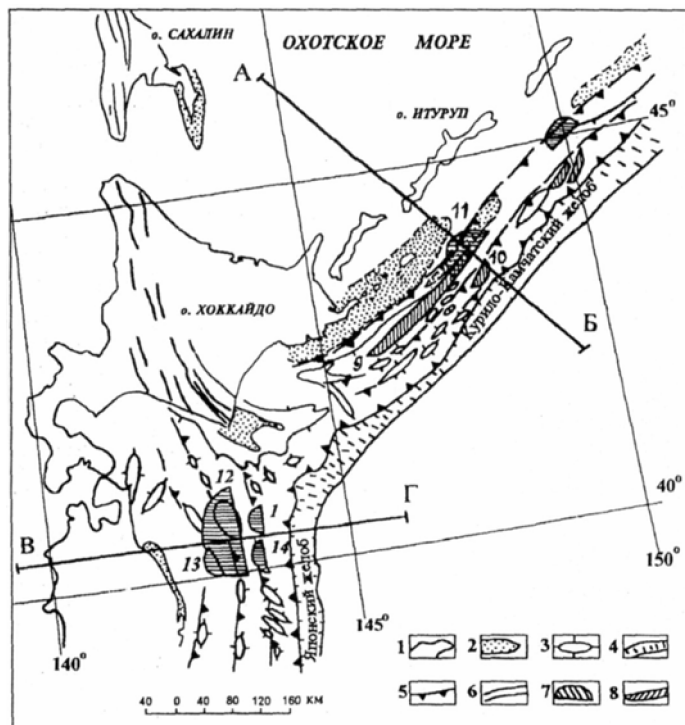 о. САХАЛИН
ОХОТСКОЕ МОРЕ
А
о. ИТУРУП
45°
11
10
Курило-Камчатский желоб
о. ХОККАЙДО
Б
9
12
1
Г
40°
В
13
14
150°
Японский желоб
145°
140°
1 2 3 4
5 6 7 8
40 0 40 80 120 160 КМ